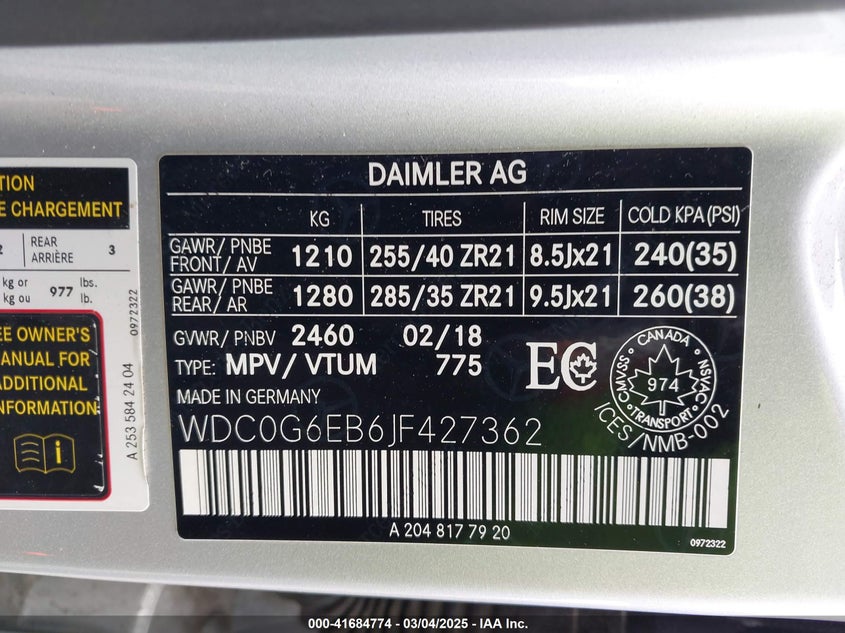 TION
E CHARGEMENT
2 REAR ARRIÈRE 3
kg or
kg ou 977 lbs.
lb.
EE OWNER'S
MANUAL FOR
ADDITIONAL
INFORMATION
A 253 584 24 04
0972322
DAIMLER AG
KG TIRES RIM SIZE COLD KPA (PSI)
GAWR/ PNBE
FRONT/ AV 1210 255/40 ZR21 8.5Jx21 240(35)
GAWR/ PNBE
REAR/ AR 1280 285/35 ZR21 9.5Jx21 260(38)
GVWR/ PNBV 2460 02/18
TYPE: MPV/ VTUM 775
EC
CANADA
CMVSS NSVAC
974
TRANSPORT
ICES/NMB-002
MADE IN GERMANY
WDC0G6EB6JF427362
A 204 817 79 20
0972322
000-41684774 - 03/04/2025 - IAA Inc.